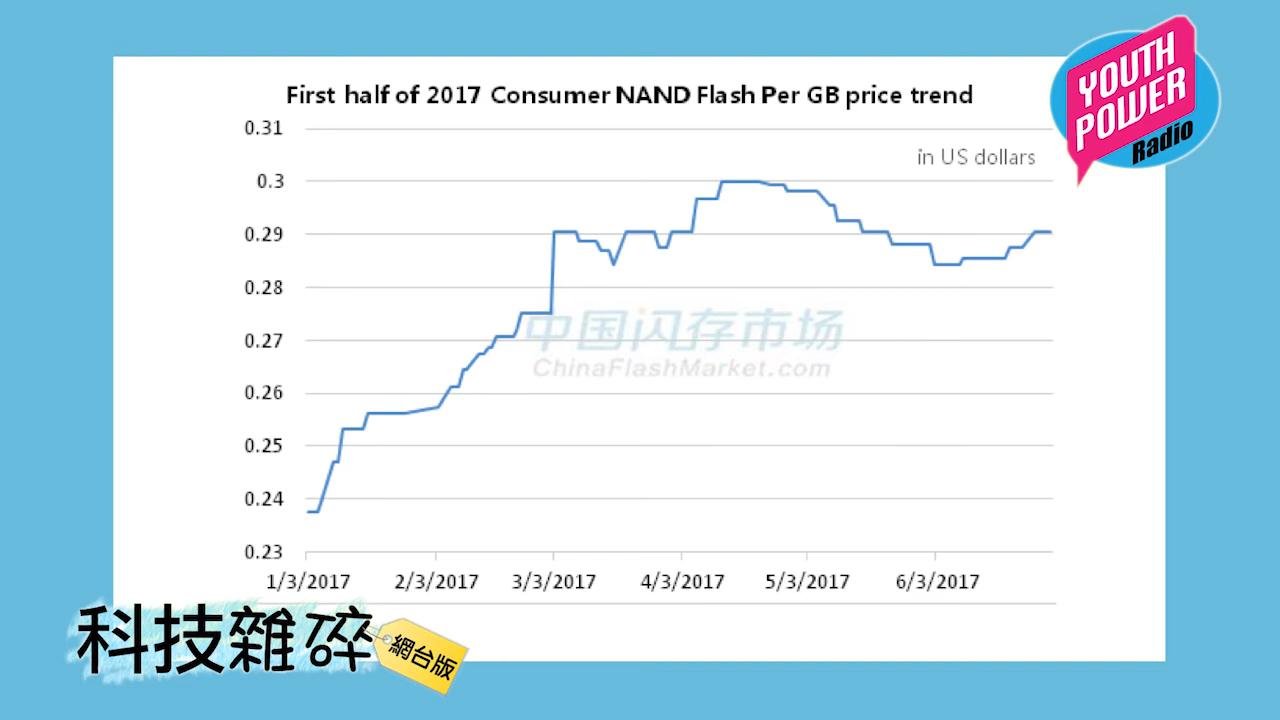 First half of 2017 Consumer NAND Flash Per GB price trend
YOUTH
POWER
Radio
in US dollars
0.31
0.3
0.29
0.28
0.27
0.26
0.25
0.24
0.23
中国闪存市场
ChinaFlashMarket.com
1/3/2017 2/3/2017 3/3/2017 4/3/2017 5/3/2017 6/3/2017
科技雜碎
網台版